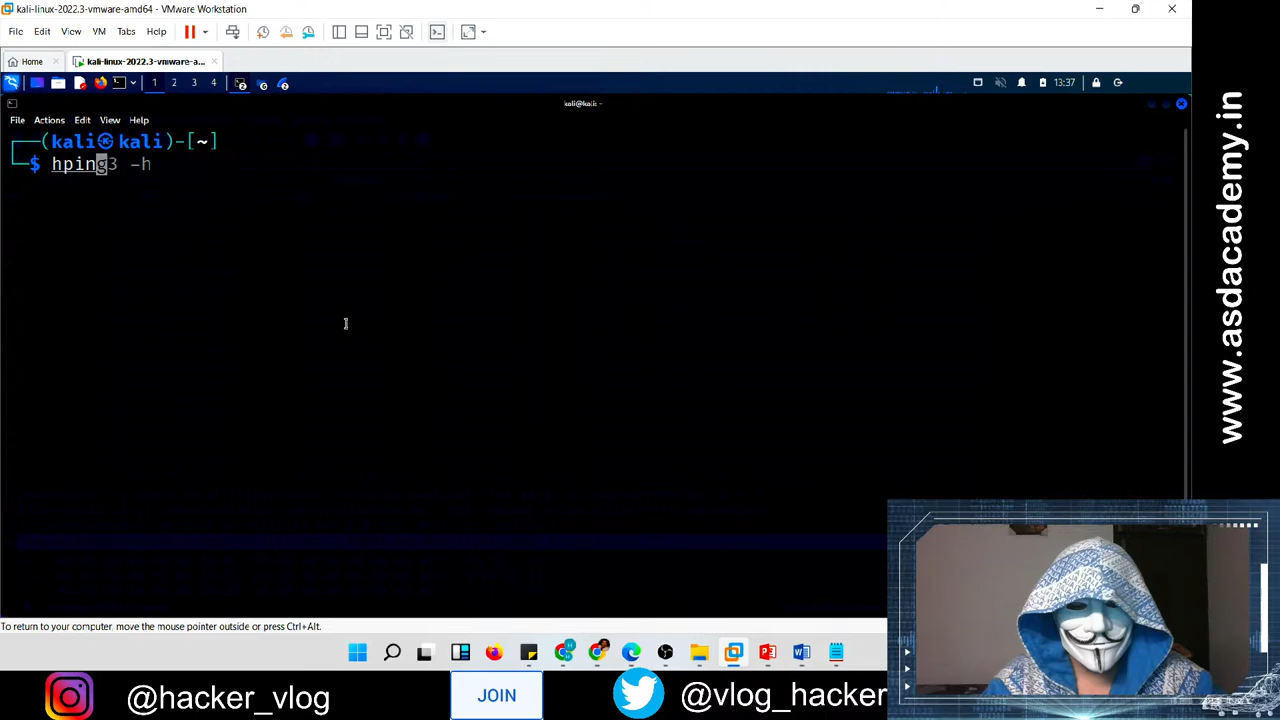 kali-linux-2022.3-vmware-amd64 - VMware Workstation
File Edit View VM Tabs Help
Home
kali-linux-2022.3-vmware-a...
1 2 3 4
13:37
kali@kali: ~
File Actions Edit View Help
(kali㉿kali)-[~]
$ hping3 -h
To return to your computer, move the mouse pointer outside or press Ctrl+Alt.
@hacker_vlog
JOIN
@vlog_hacker
www.asdacademy.in